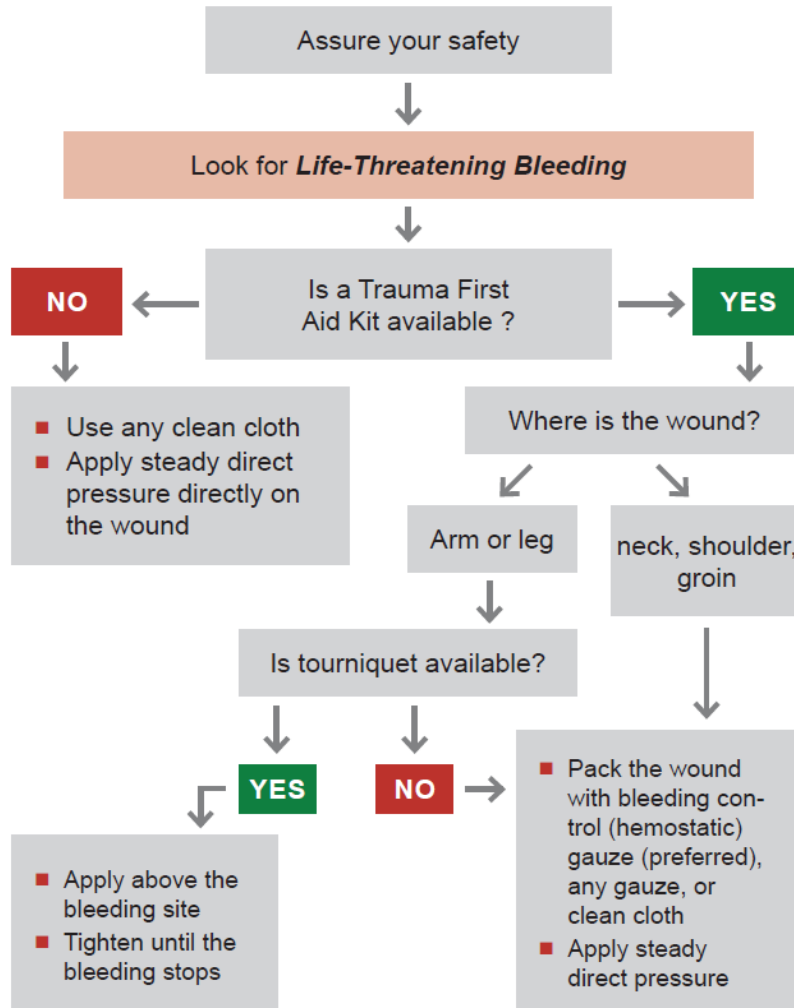 Assure your safety
Look for Life-Threatening Bleeding
Is a Trauma First
Aid Kit available ?
NO
YES
Use any clean cloth
Apply steady direct
pressure directly on
the wound
Where is the wound?
Arm or leg
neck, shoulder,
groin
Is tourniquet available?
YES
NO
Apply above the
bleeding site
Tighten until the
bleeding stops
Pack the wound
with bleeding con-
trol (hemostatic)
gauze (preferred),
any gauze, or
clean cloth
Apply steady
direct pressure